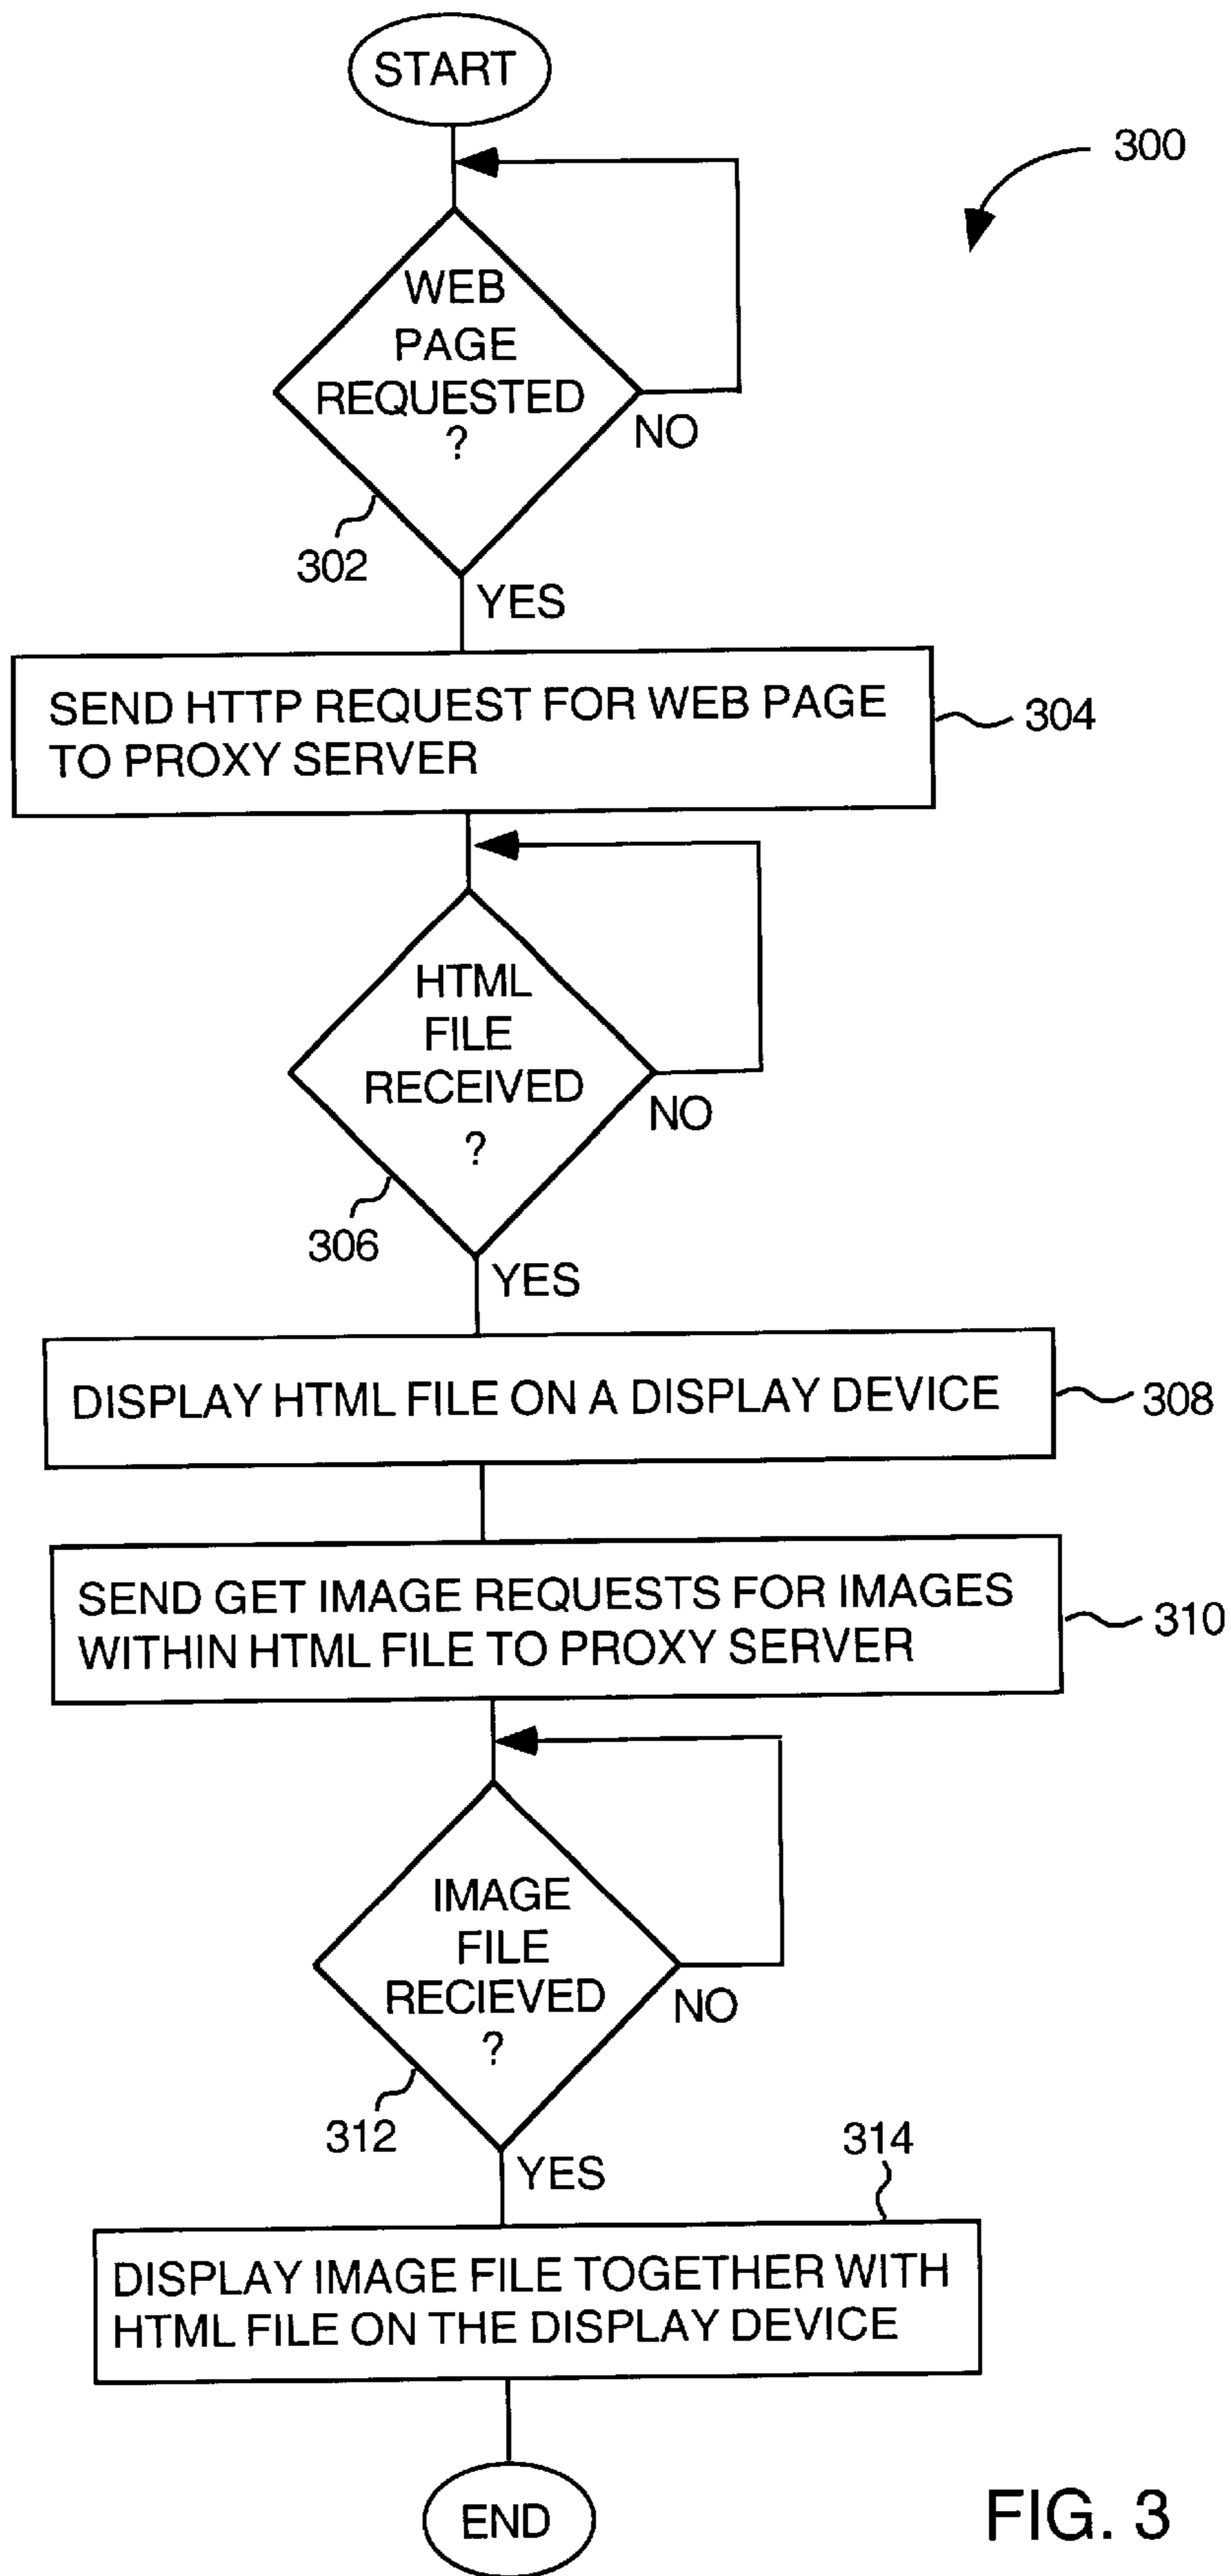 START
300
WEB
PAGE
REQUESTED
?
NO
302
YES
SEND HTTP REQUEST FOR WEB PAGE
TO PROXY SERVER
304
HTML
FILE
RECEIVED
?
NO
306
YES
DISPLAY HTML FILE ON A DISPLAY DEVICE
308
SEND GET IMAGE REQUESTS FOR IMAGES
WITHIN HTML FILE TO PROXY SERVER
310
IMAGE
FILE
RECIEVED
?
NO
312
YES
314
DISPLAY IMAGE FILE TOGETHER WITH
HTML FILE ON THE DISPLAY DEVICE
END
FIG. 3